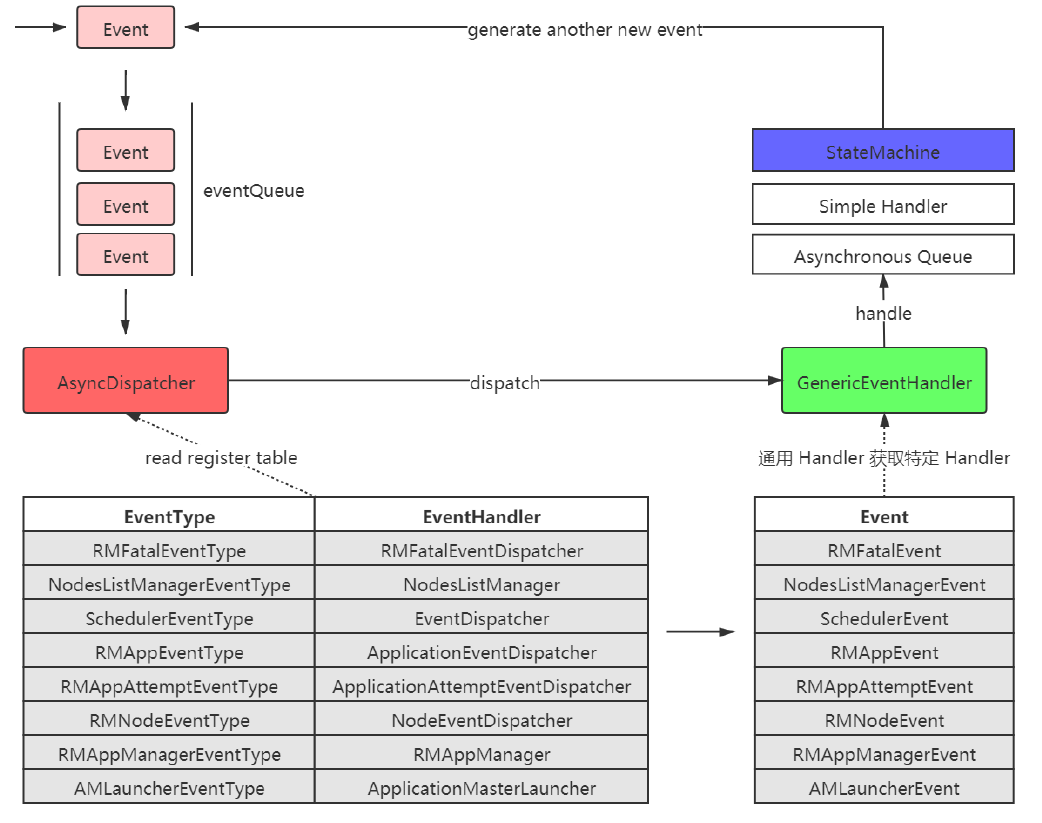 Event
generate another new event
Event
Event
Event
eventQueue
StateMachine
Simple Handler
Asynchronous Queue
handle
AsyncDispatcher
dispatch
GenericEventHandler
read register table
通用 Handler 获取特定 Handler
EventType EventHandler
RMFatalEventType RMFatalEventDispatcher
NodesListManagerEventType NodesListManager
SchedulerEventType EventDispatcher
RMAppEventType ApplicationEventDispatcher
RMAppAttemptEventType ApplicationAttemptEventDispatcher
RMNodeEventType NodeEventDispatcher
RMAppManagerEventType RMAppManager
AMLauncherEventType ApplicationMasterLauncher
Event
RMFatalEvent
NodesListManagerEvent
SchedulerEvent
RMAppEvent
RMAppAttemptEvent
RMNodeEvent
RMAppManagerEvent
AMLauncherEvent